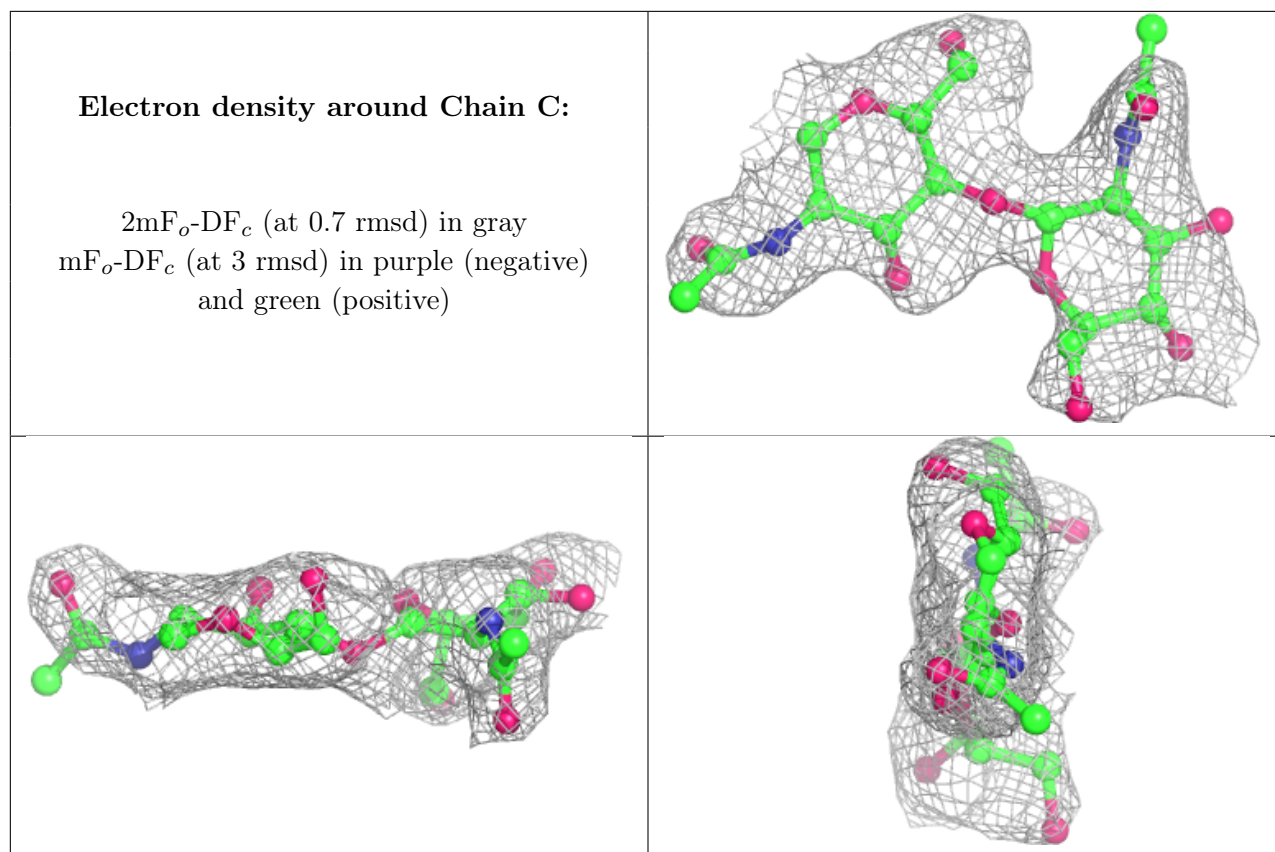 Electron density around Chain C:
2mFₒ-DF𝒸 (at 0.7 rmsd) in gray
mFₒ-DF𝒸 (at 3 rmsd) in purple (negative)
and green (positive)